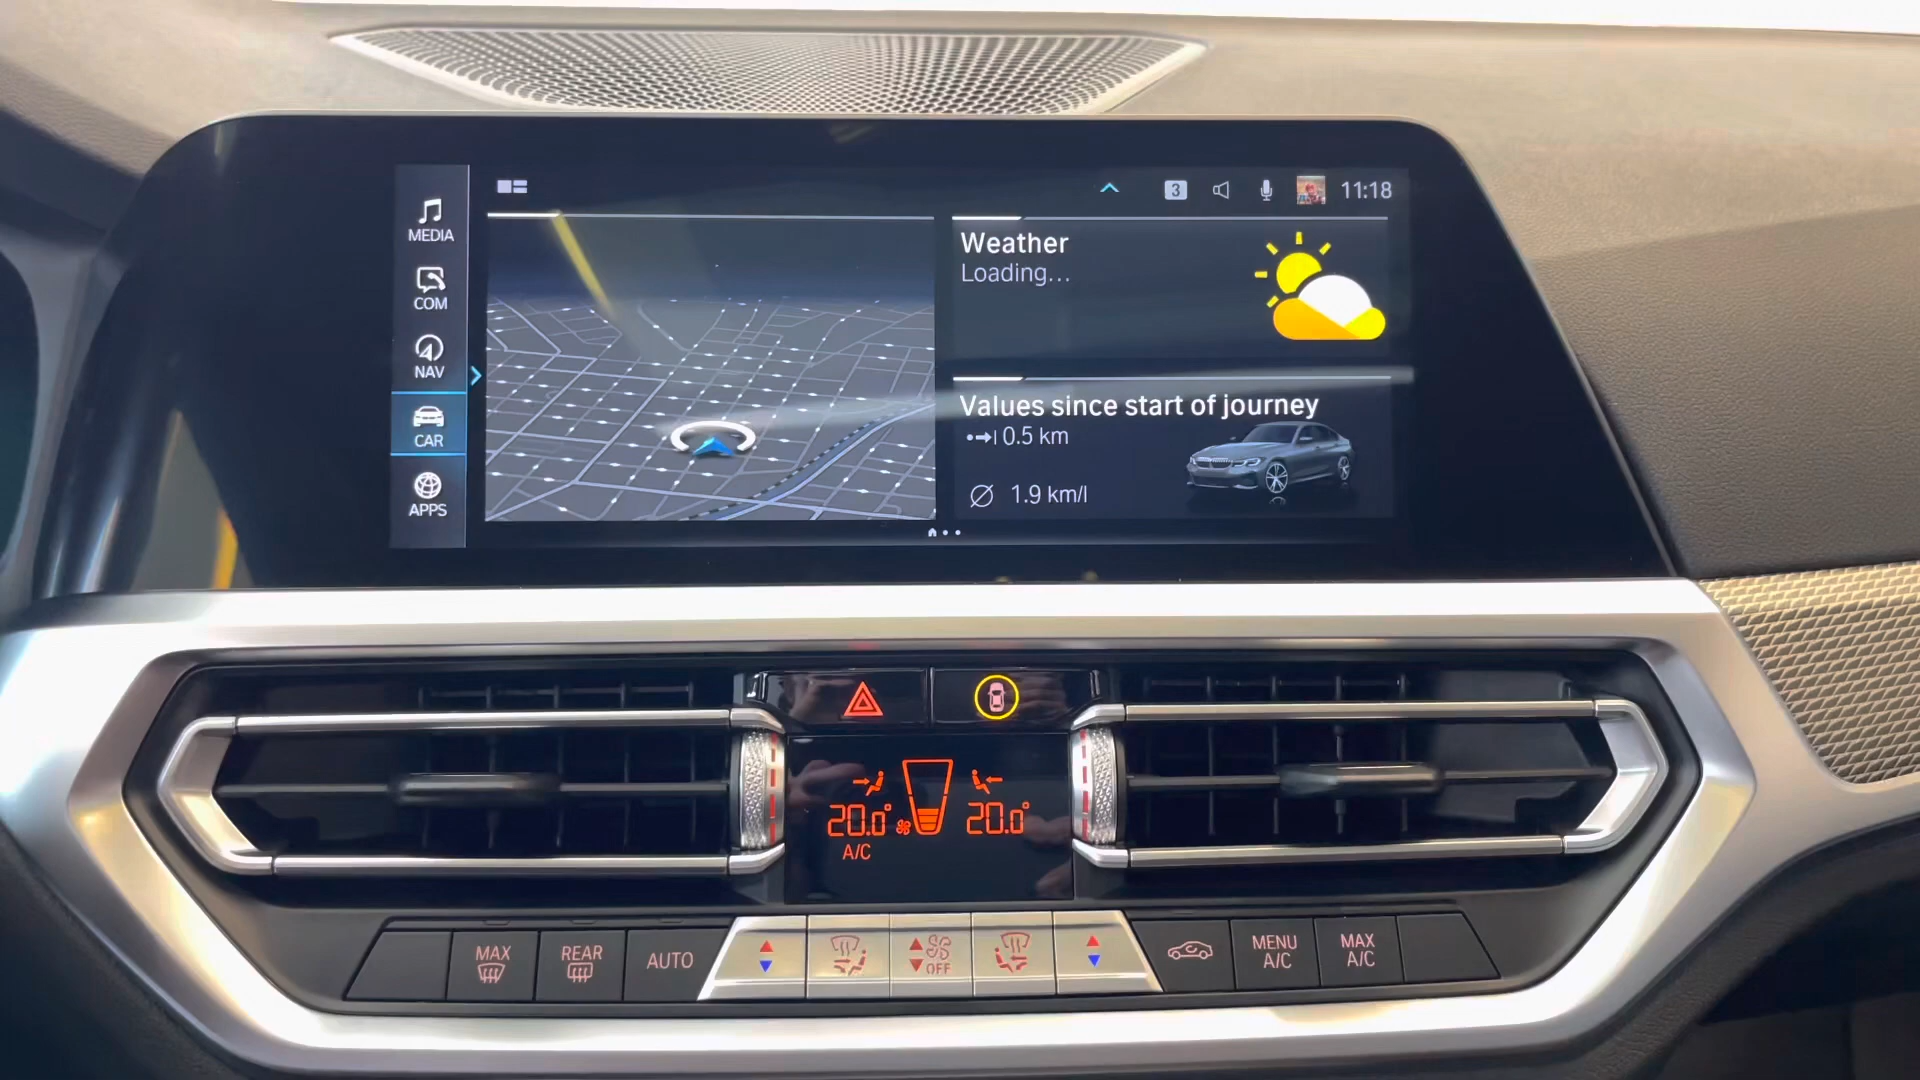 MEDIA
COM
NAV
CAR
APPS
3
11:18
Weather
Loading...
Values since start of journey
0.5 km
1.9 km/l
20.0°
20.0°
A/C
MAX
REAR
AUTO
OFF
MENU
A/C
MAX
A/C